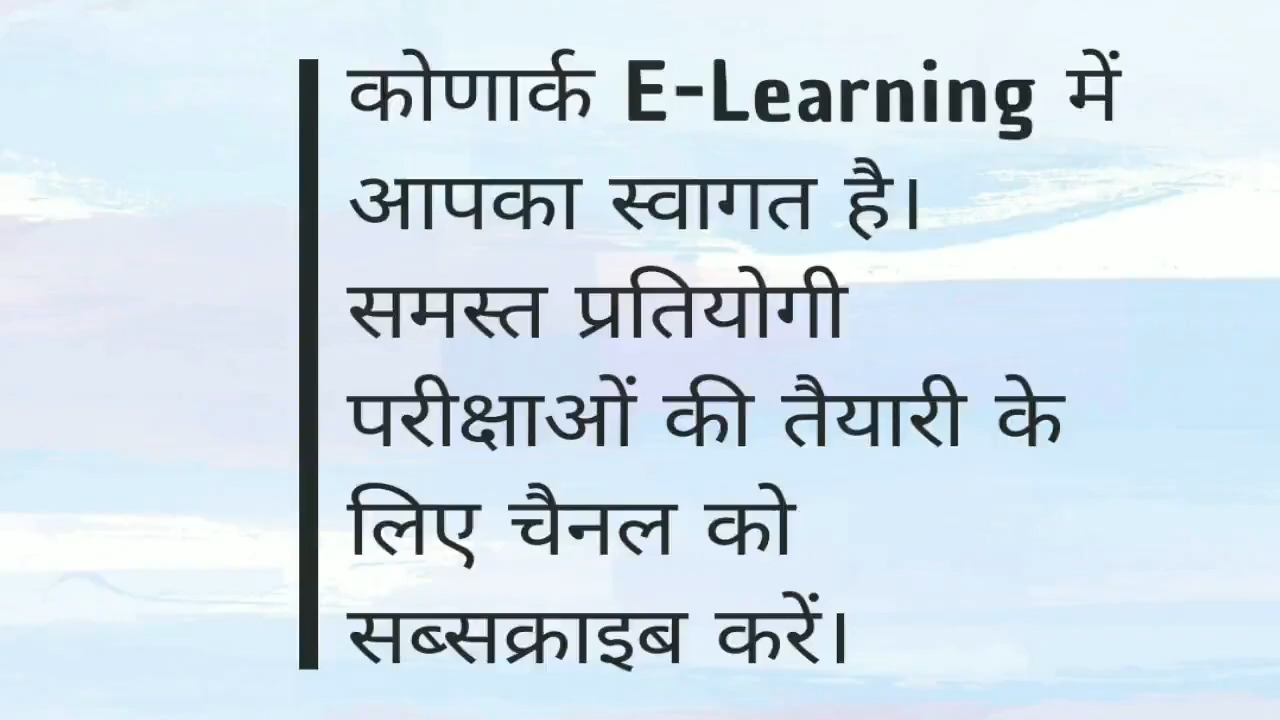 कोणार्क E-Learning में
आपका स्वागत है।
समस्त प्रतियोगी
परीक्षाओं की तैयारी के
लिए चैनल को
सब्सक्राइब करें।